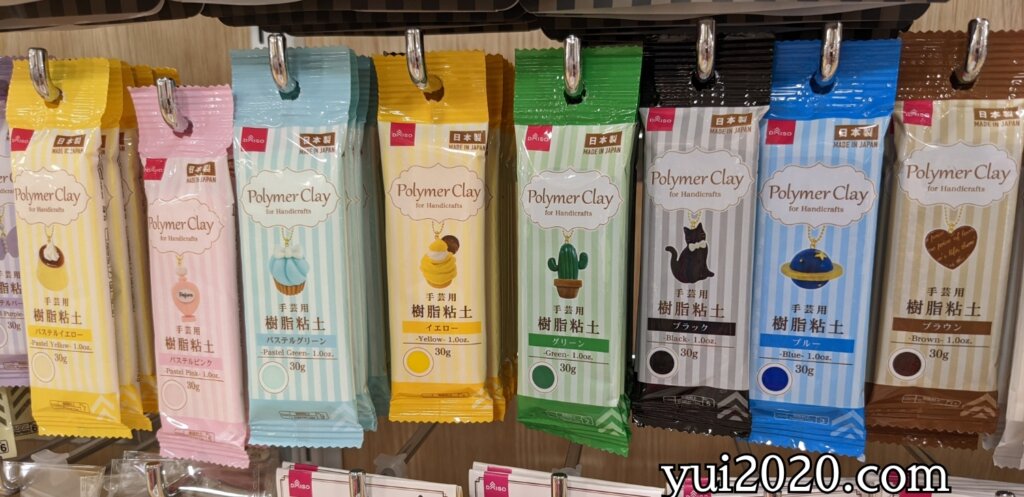 DAISO
日本製
MADE IN JAPAN
Polymer Clay
for Handicrafts
手芸用
樹脂粘土
パステルイエロー
-Pastel Yellow- 1.0oz.
30g
日本製
MADE IN JAPAN
Polymer Clay
for Handicrafts
手芸用
樹脂粘土
パステルピンク
-Pastel Pink- 1.0oz.
30g
DAISO
日本製
MADE IN JAPAN
Polymer Clay
for Handicrafts
手芸用
樹脂粘土
パステルグリーン
-Pastel Green- 1.0oz.
30g
DAISO
日本製
MADE IN JAPAN
Polymer Clay
for Handicrafts
手芸用
樹脂粘土
イエロー
-Yellow- 1.0oz.
30g
DAISO
日本製
MADE IN JAPAN
Polymer Clay
for Handicrafts
手芸用
樹脂粘土
グリーン
-Green- 1.0oz.
30g
DAISO
日本製
MADE IN JAPAN
Polymer Clay
for Handicrafts
手芸用
樹脂粘土
ブラック
-Black- 1.0oz.
30g
DAISO
日本製
MADE IN JAPAN
Polymer Clay
for Handicrafts
手芸用
樹脂粘土
ブルー
-Blue- 1.0oz.
30g
DAISO
日本製
MADE IN JAPAN
Polymer Clay
for Handicrafts
手芸用
樹脂粘土
ブラウン
-Brown- 1.0oz.
30g
30g
DAISO
DAISO
yui2020.com